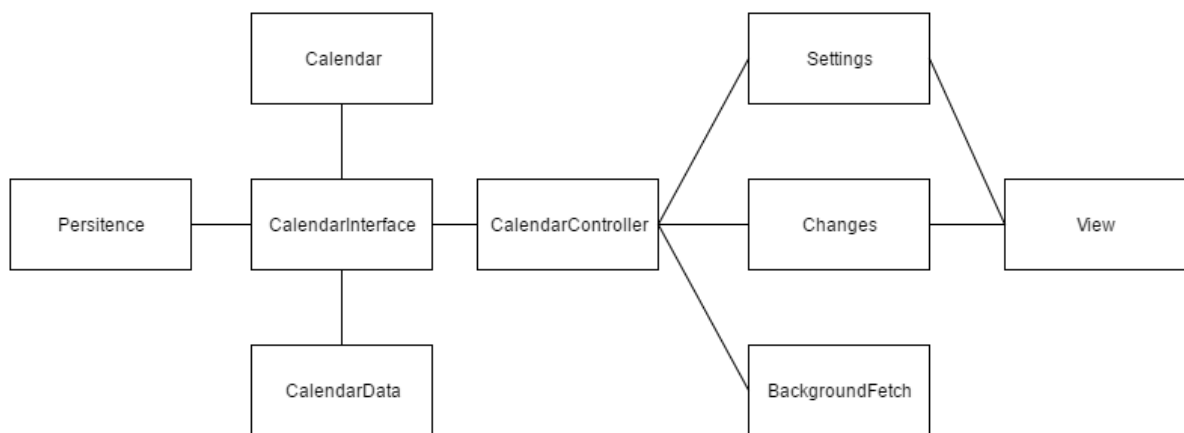 Calendar
Settings
Persitence
CalendarInterface
CalendarController
Changes
View
CalendarData
BackgroundFetch